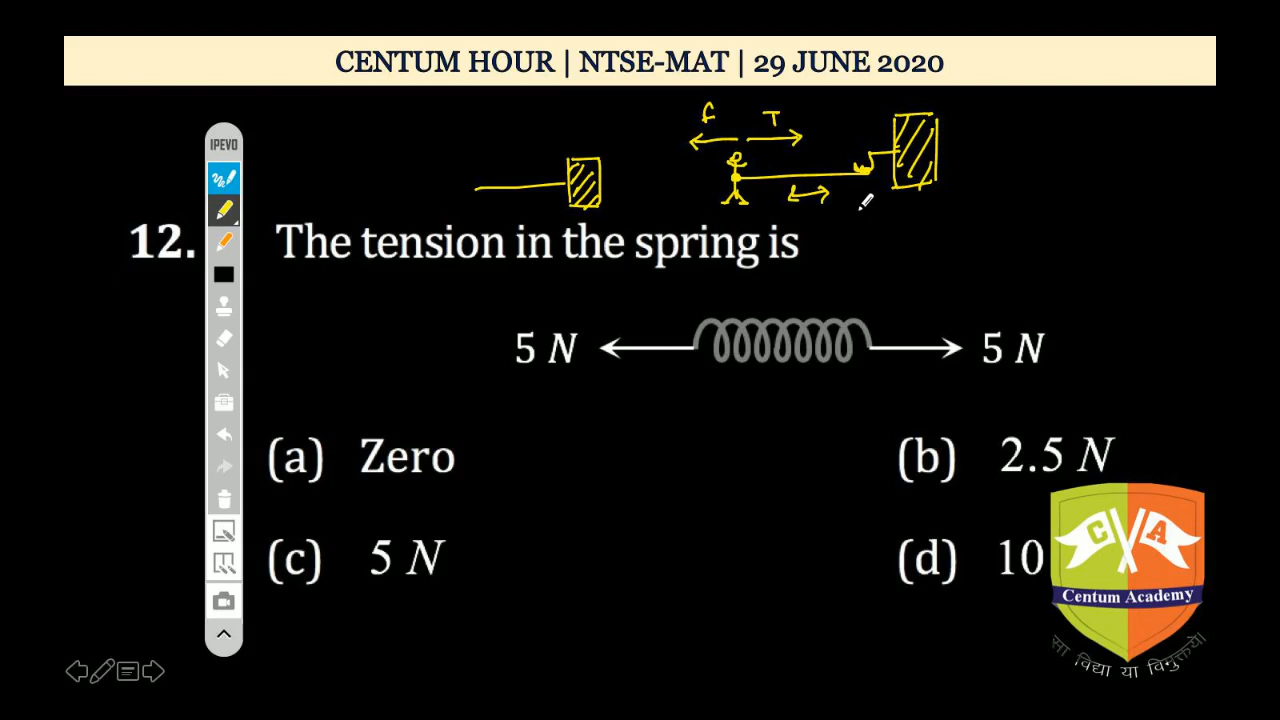 CENTUM HOUR | NTSE-MAT | 29 JUNE 2020
IPEVO
F T
12. The tension in the spring is
5 N 5 N
(a) Zero (b) 2.5 N
(c) 5 N (d) 10
C A
Centum Academy
सा विद्या या विमुक्तये।